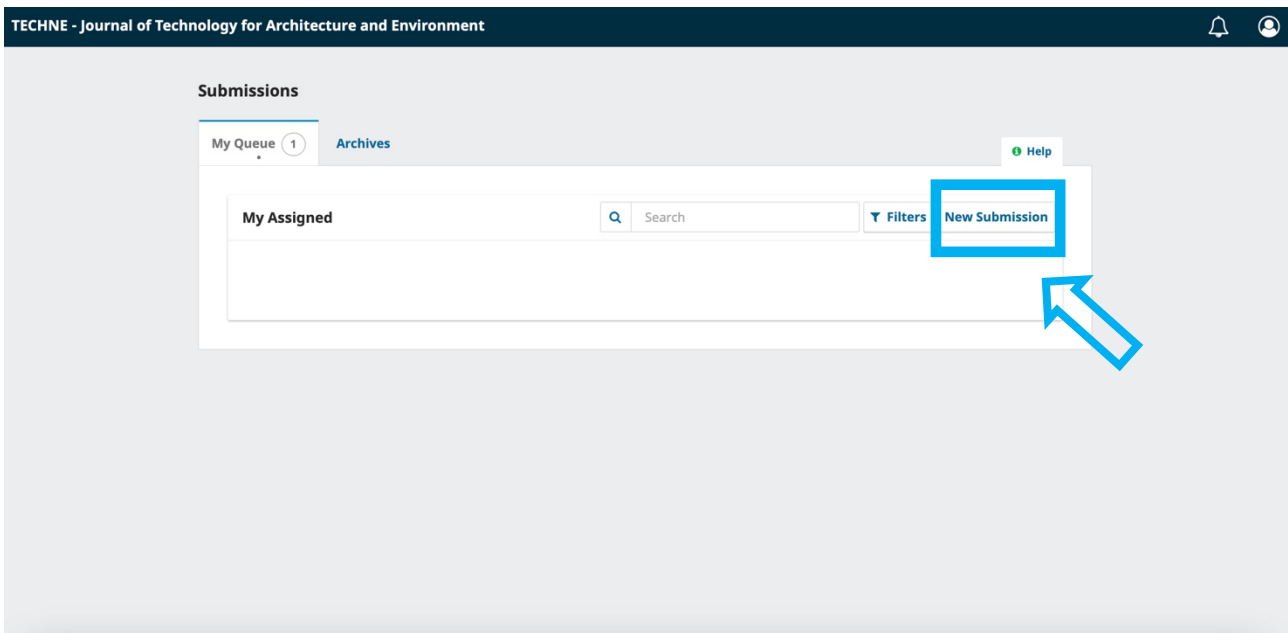 TECHNE - Journal of Technology for Architecture and Environment
Submissions
My Queue 1
Archives
Help
My Assigned
Search
Filters
New Submission